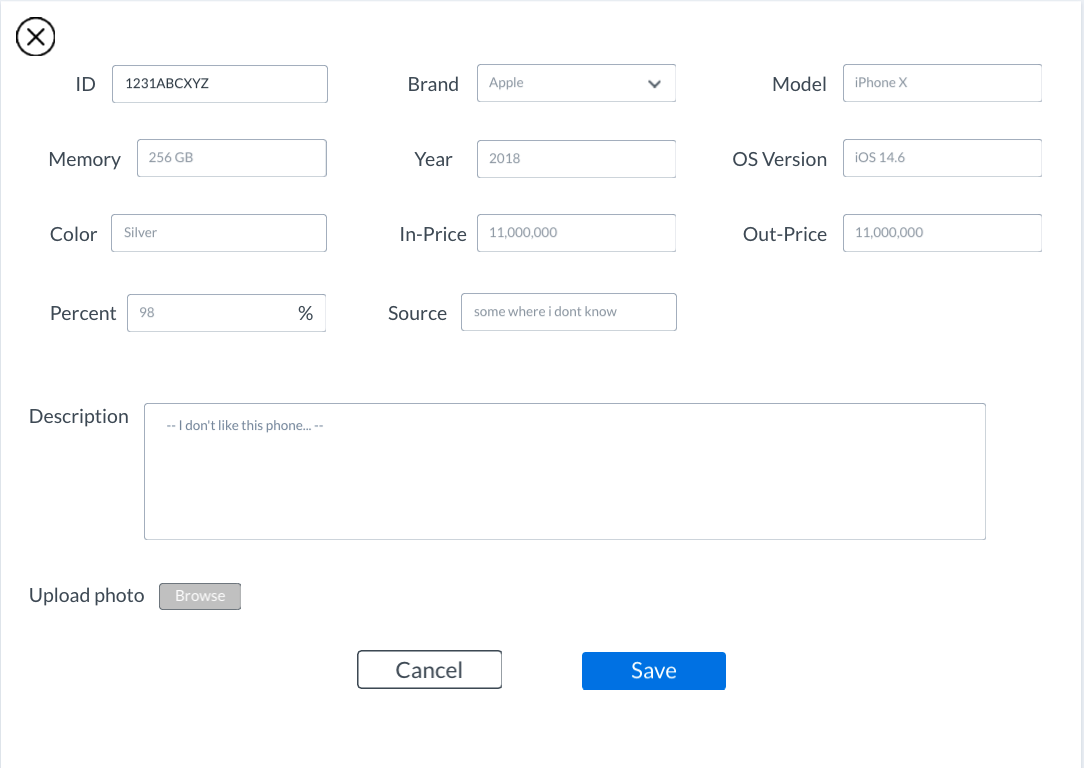 ID 1231ABCXYZ Brand Apple Model iPhone X
Memory 256 GB Year 2018 OS Version iOS 14.6
Color Silver In-Price 11,000,000 Out-Price 11,000,000
Percent 98 % Source some where i dont know
Description -- I don't like this phone... --
Upload photo Browse
Cancel Save